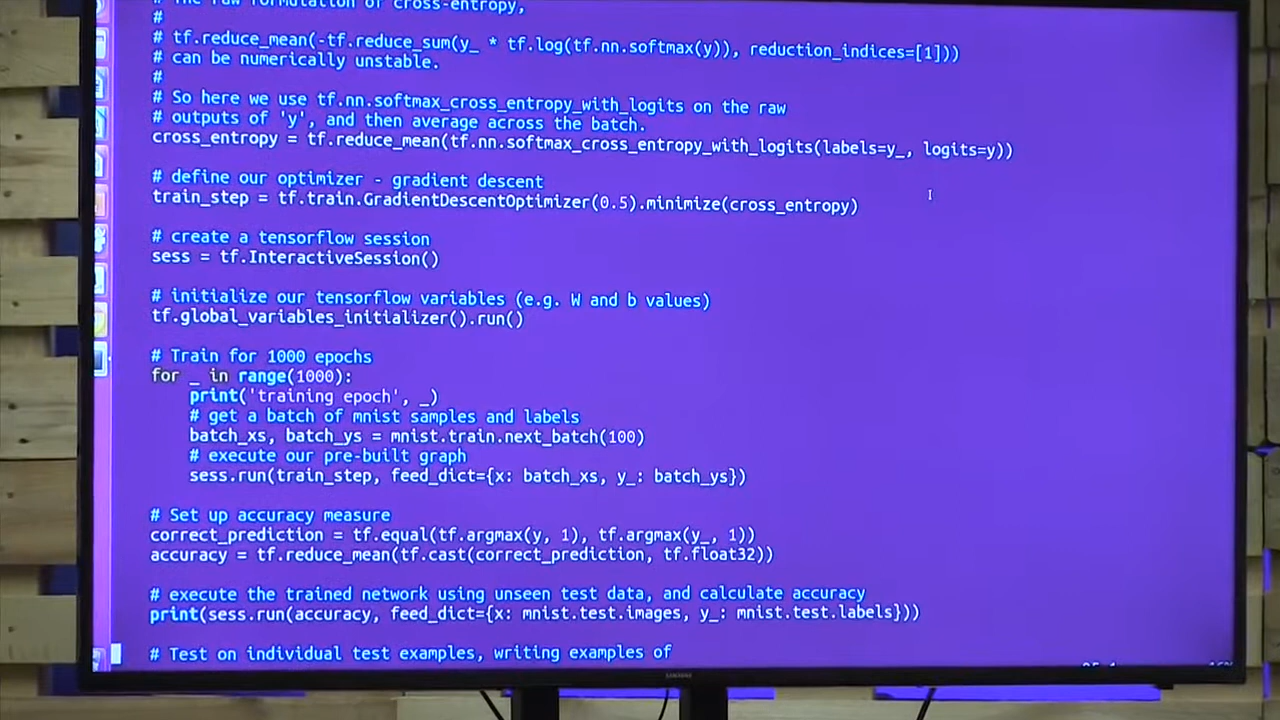 # The raw formulation of cross-entropy,
#
# tf.reduce_mean(-tf.reduce_sum(y_ * tf.log(tf.nn.softmax(y)), reduction_indices=[1]))
# can be numerically unstable.
#
# So here we use tf.nn.softmax_cross_entropy_with_logits on the raw
# outputs of 'y', and then average across the batch.
cross_entropy = tf.reduce_mean(tf.nn.softmax_cross_entropy_with_logits(labels=y_, logits=y))
# define our optimizer - gradient descent
train_step = tf.train.GradientDescentOptimizer(0.5).minimize(cross_entropy)
# create a tensorflow session
sess = tf.InteractiveSession()
# initialize our tensorflow variables (e.g. W and b values)
tf.global_variables_initializer().run()
# Train for 1000 epochs
for _ in range(1000):
print('training epoch', _)
# get a batch of mnist samples and labels
batch_xs, batch_ys = mnist.train.next_batch(100)
# execute our pre-built graph
sess.run(train_step, feed_dict={x: batch_xs, y_: batch_ys})
# Set up accuracy measure
correct_prediction = tf.equal(tf.argmax(y, 1), tf.argmax(y_, 1))
accuracy = tf.reduce_mean(tf.cast(correct_prediction, tf.float32))
# execute the trained network using unseen test data, and calculate accuracy
print(sess.run(accuracy, feed_dict={x: mnist.test.images, y_: mnist.test.labels}))
# Test on individual test examples, writing examples of
SAMSUNG